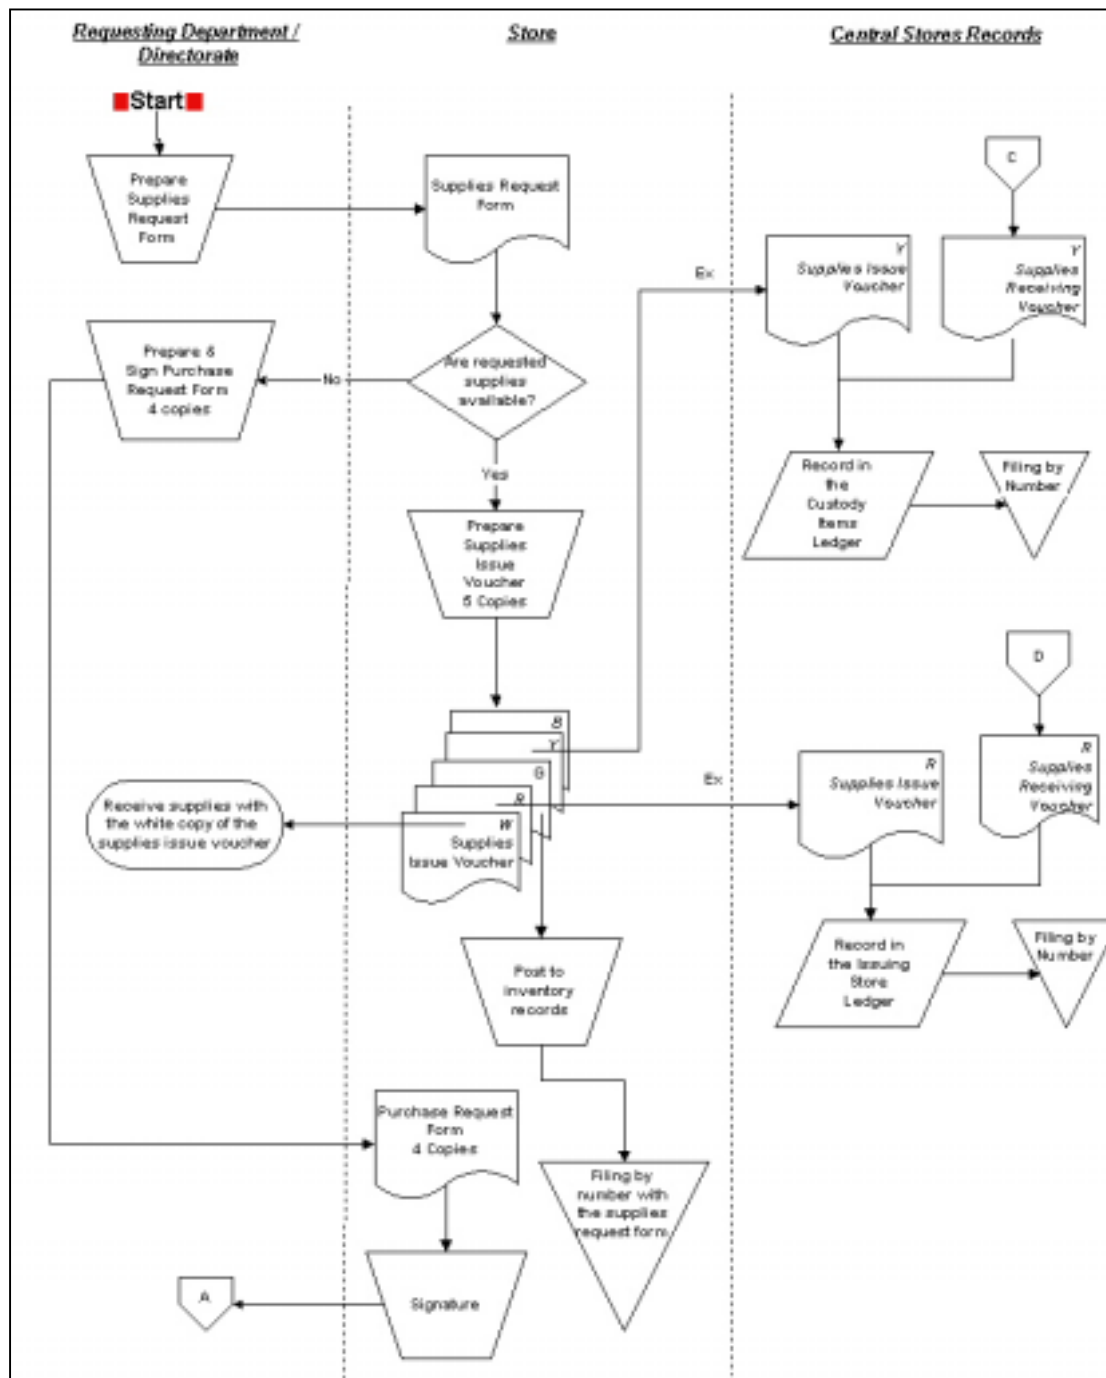 Requesting Department /
Directorate
Store
Central Stores Records
Start
Prepare
Supplies
Request
Form
Supplies Request
Form
C
Y
Supplies Issue
Voucher
Y
Supplies
Receiving
Voucher
Ex
Prepare &
Sign Purchase
Request Form
4 copies
No
Are requested
supplies
available?
Yes
Record in
the
Custody
Items
Ledger
Filing by
Number
Prepare
Supplies
Issue
Voucher
5 Copies
D
B
Y
G
R
W
Supplies
Issue Voucher
Ex
R
Supplies Issue
Voucher
R
Supplies
Receiving
Voucher
Receive supplies with
the white copy of the
supplies issue voucher
Record in
the Issuing
Store
Ledger
Filing by
Number
Post to
inventory
records
Purchase Request
Form
4 Copies
Filing by
number with
the supplies
request form
Signature
A